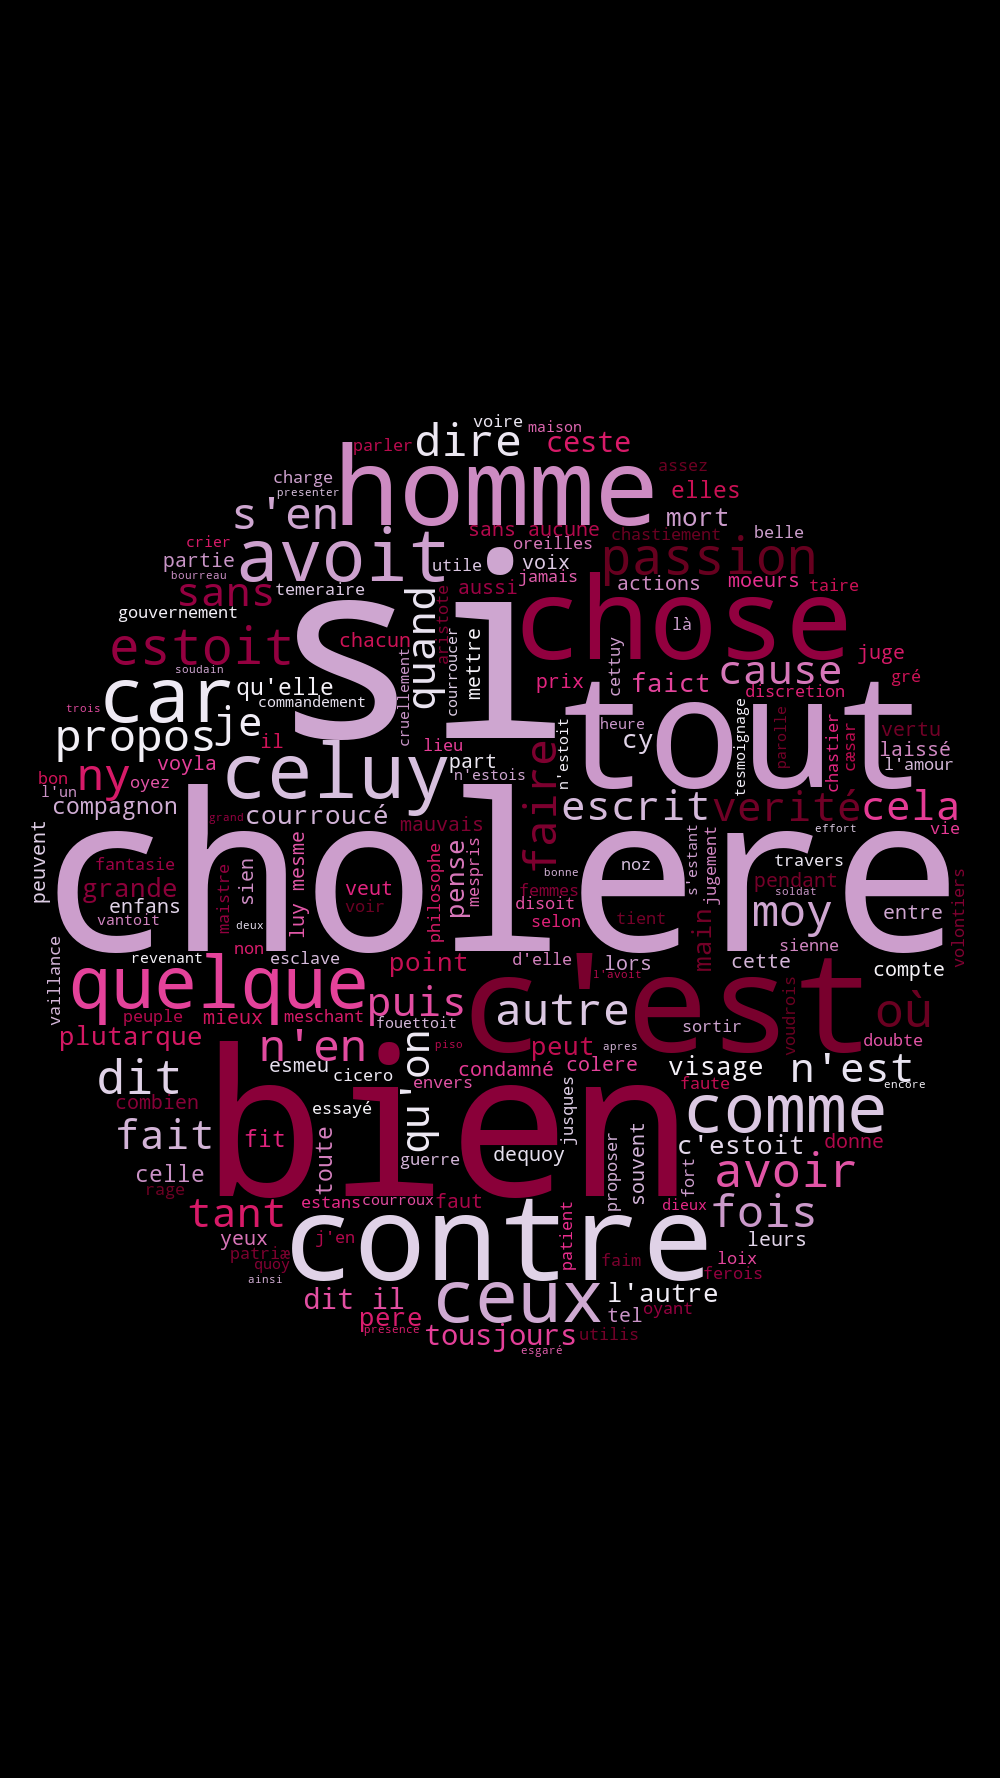 voire
maison
dire
ceste
parler
homme
assez
charge
elles
presenter
s'en
mort
sans aucune
chastiement
belle
crier
avoit
oreilles
passion
partie
utile
voix
bourreau
jamais
si
chose
sans
temeraire
aussi
actions
moeurs
taire
gouvernement
quand
aristote
là
estoit
chacun
courroucer
mettre
cettuy
cause
juge
soudain
cruellement
car
qu'elle
prix
faict
discretion
gré
commandement
tout
trois
je
heure
propos
il
lieu
n'estoit
cy
tesmoignage
parolle
chastier
cæsar
vertu
celuy
part
laissé
voyla
n'estois
l'amour
bon
ny
oyez
faire
l'un
compagnon
courroucé
escrit
verité
cela
grand
mauvais
effort
vie
cholere
peuvent
fantasie
luy mesme
philosophe
pense
mespris
noz
s'estant
jugement
travers
grande
maistre
sien
veut
bonne
pendant
enfans
voir
femmes
soldat
disoit
moy
entre
vantoit
deux
selon
tient
main
volontiers
non
sienne
revenant
esclave
point
d'elle
lors
cette
compte
vaillance
quelque
c'est
l'avoit
puis
autre
voudrois
où
peuple
mieux
meschant
fouettoit
sortir
plutarque
n'en
piso
peut
apres
doubte
bien
esmeu
qu'on
condamné
colere
visage
n'est
dit
cicero
envers
faute
encore
combien
essayé
jusques
comme
fait
fit
toute
dequoy
proposer
souvent
c'estoit
donne
celle
guerre
fort
avoir
rage
estans
courroux
faut
dieux
tant
contre
fois
yeux
j'en
patient
leurs
patriæ
quoy
faim
loix
ainsi
ferois
dit il
ceux
l'autre
pere
tel
oyant
presence
tousjours
utilis
esgaré